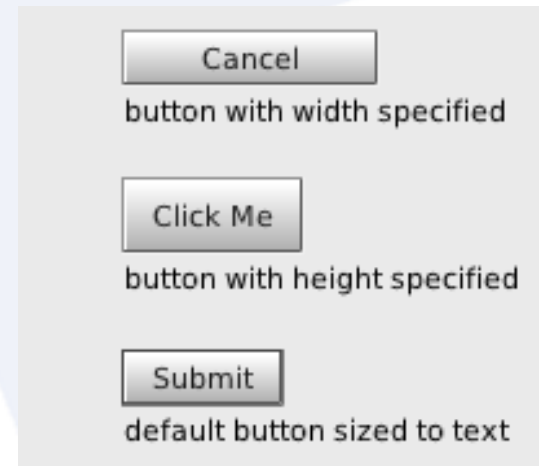 Cancel
button with width specified
Click Me
button with height specified
Submit
default button sized to text